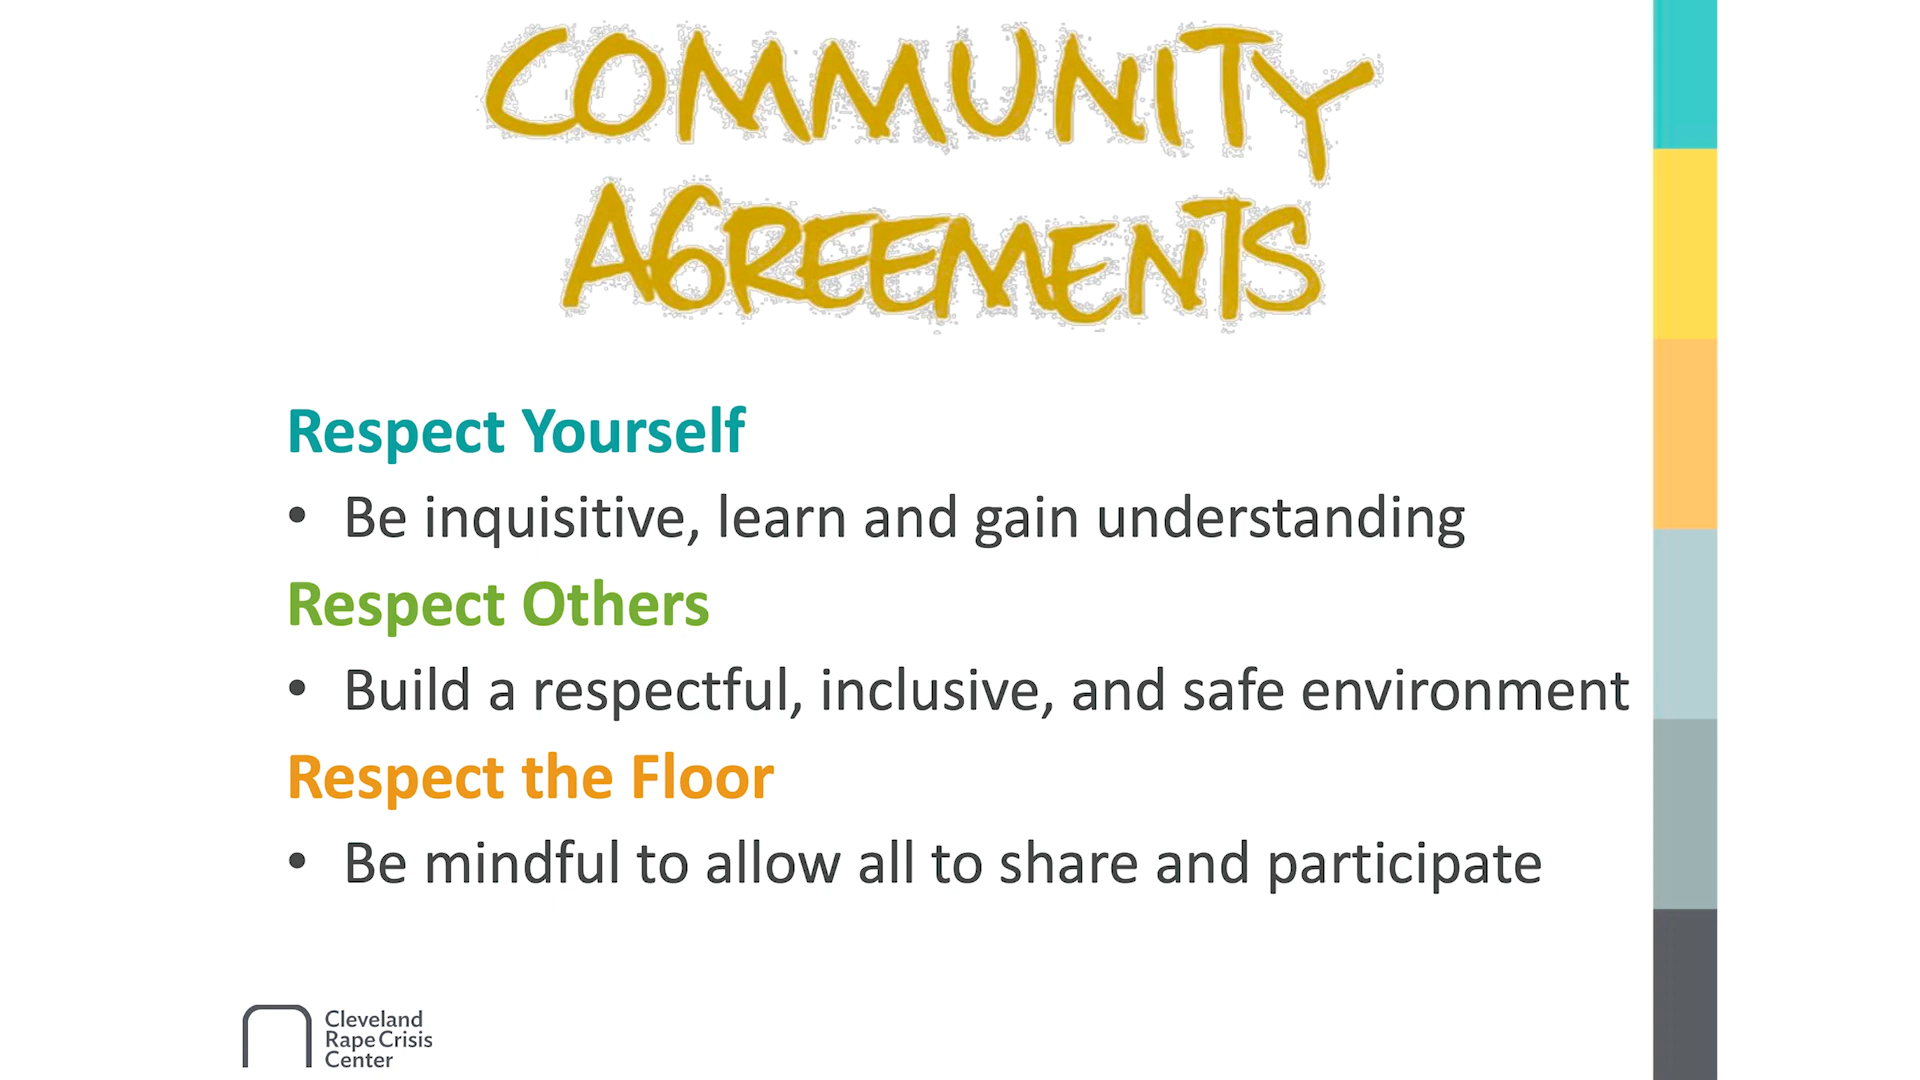 COMMUNITY
AGREEMENTS
Respect Yourself
• Be inquisitive, learn and gain understanding
Respect Others
• Build a respectful, inclusive, and safe environment
Respect the Floor
• Be mindful to allow all to share and participate
Cleveland
Rape Crisis
Center